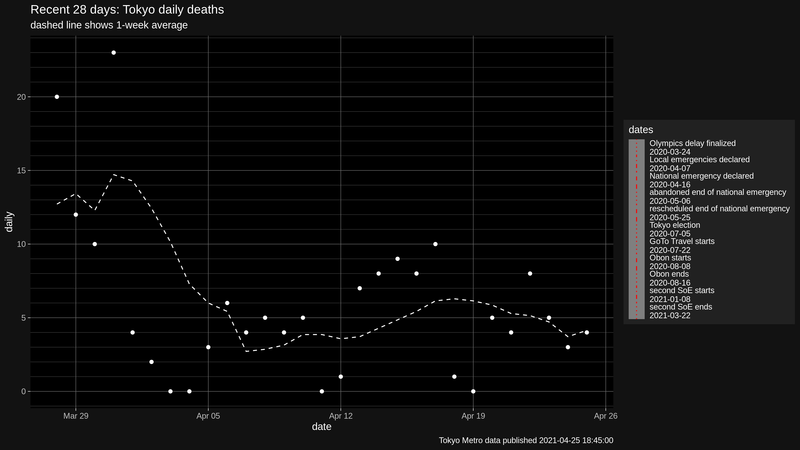 Recent 28 days: Tokyo daily deaths
dashed line shows 1-week average
daily
20
15
10
5
0
Mar 29
Apr 05
Apr 12
Apr 19
Apr 26
date
Tokyo Metro data published 2021-04-25 18:45:00
dates
Olympics delay finalized
2020-03-24
Local emergencies declared
2020-04-07
National emergency declared
2020-04-16
abandoned end of national emergency
2020-05-06
rescheduled end of national emergency
2020-05-25
Tokyo election
2020-07-05
GoTo Travel starts
2020-07-22
Obon starts
2020-08-08
Obon ends
2020-08-16
second SoE starts
2021-01-08
second SoE ends
2021-03-22